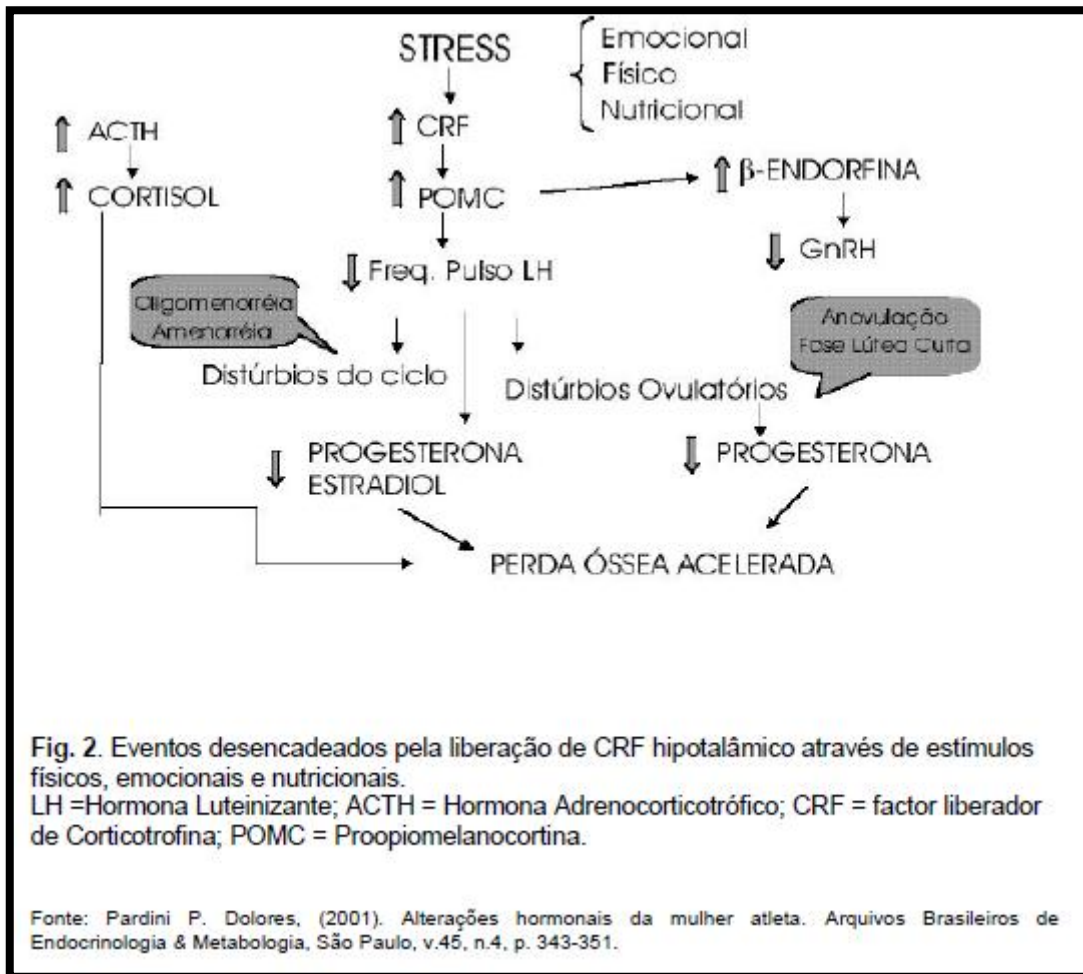 STRESS
Emocional
Físico
Nutricional
ACTH
CRF
β-ENDORFINA
CORTISOL
POMC
GnRH
Freq. Pulso LH
Oligomenorréia
Amenorréia
Anovulação
Fase Lútea Curta
Distúrbios do ciclo
Distúrbios Ovulatórios
PROGESTERONA
ESTRADIOL
PROGESTERONA
PERDA ÓSSEA ACELERADA
Fig. 2. Eventos desencadeados pela liberação de CRF hipotalâmico através de estímulos
físicos, emocionais e nutricionais.
LH =Hormona Luteinizante; ACTH = Hormona Adrenocorticotrófico; CRF = factor liberador
de Corticotrofina; POMC = Proopiomelanocortina.
Fonte: Pardini P. Dolores, (2001). Alterações hormonais da mulher atleta. Arquivos Brasileiros de
Endocrinologia & Metabologia, São Paulo, v.45, n.4, p. 343-351.